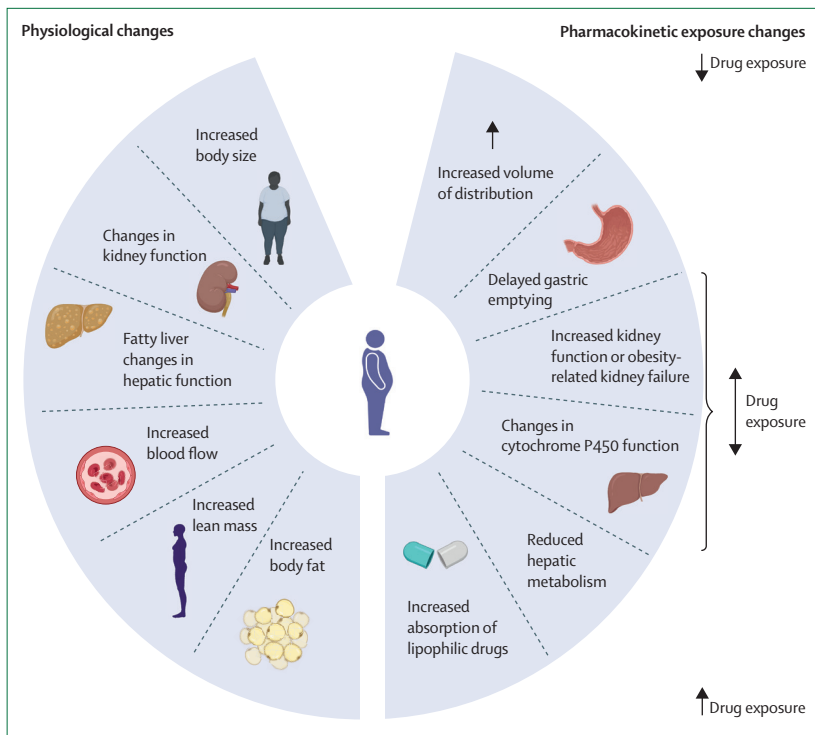 Physiological changes
Pharmacokinetic exposure changes
↓ Drug exposure
Increased
body size
Changes in
kidney function
Fatty liver
changes in
hepatic function
Increased
blood flow
Increased
lean mass
Increased
body fat
Increased volume
of distribution
Delayed gastric
emptying
Increased kidney
function or obesity-
related kidney failure
Changes in
cytochrome P450 function
Reduced
hepatic
metabolism
Increased
absorption of
lipophilic drugs
Drug
exposure
↑ Drug exposure